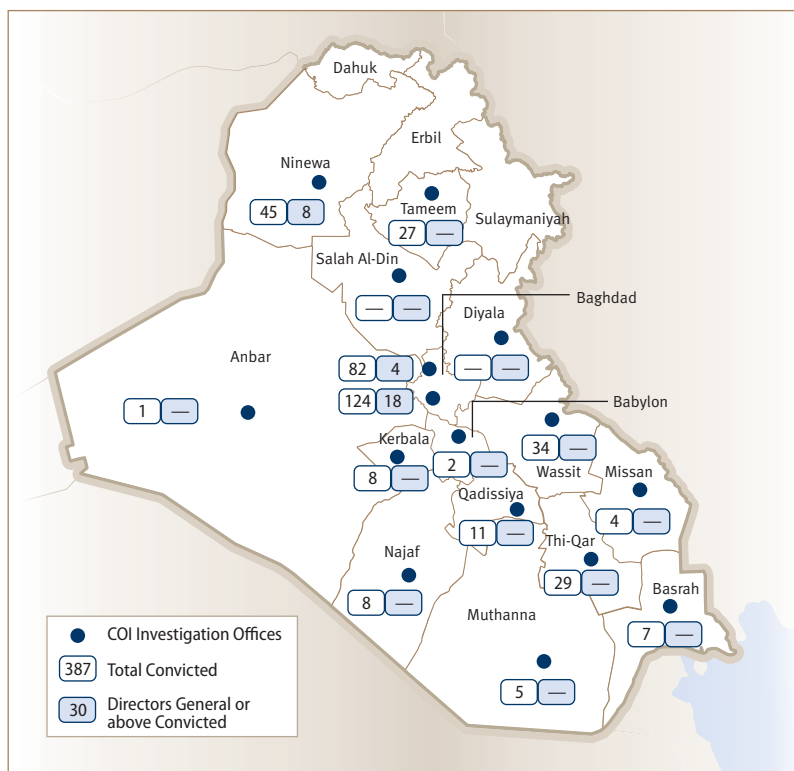 Dahuk
Erbil
Ninewa
45 8
Tameem
27 —
Sulaymaniyah
Salah Al-Din
— —
Baghdad
Diyala
— —
Anbar
82 4
124 18
1 —
Babylon
Kerbala
8 —
2 —
34 —
Wassit
Missan
4 —
Qadissiya
11 —
Thi-Qar
29 —
Najaf
8 —
Basrah
7 —
Muthanna
5 —
COI Investigation Offices
387 Total Convicted
30 Directors General or
above Convicted